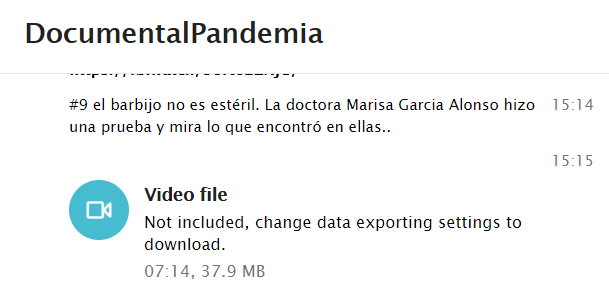 DocumentalPandemia
#9 el barbijo no es estéril. La doctora Marisa Garcia Alonso hizo 15:14
una prueba y mira lo que encontró en ellas..
15:15
Video file
Not included, change data exporting settings to
download.
07:14, 37.9 MB